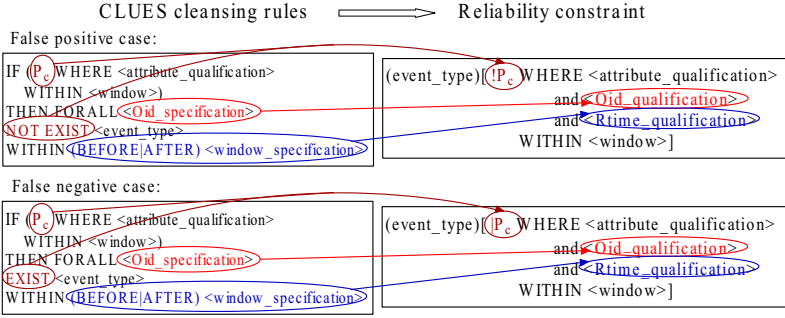 CLUES cleansing rules Reliability constraint
False positive case:
IF (Pc WHERE <attribute_qualification>
WITHIN <window>)
THEN FORALL <Oid_specification>
NOT EXIST <event_type>
WITHIN (BEFORE|AFTER) <window_specification>
(event_type)[!Pc WHERE <attribute_qualification>
and <Oid_qualification>
and <Rtime_qualification>
WITHIN <window>]
False negative case:
IF (Pc WHERE <attribute_qualification>
WITHIN <window>)
THEN FORALL <Oid_specification>
EXIST <event_type>
WITHIN (BEFORE|AFTER) <window_specification>
(event_type)[|Pc WHERE <attribute_qualification>
and <Oid_qualification>
and <Rtime_qualification>
WITHIN <window>]